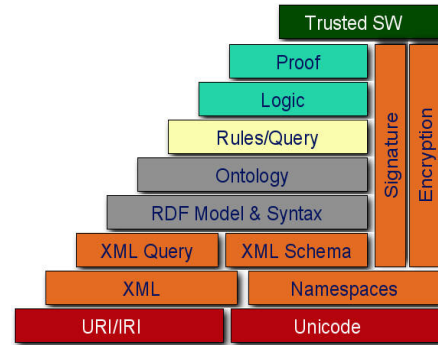 Trusted SW
Proof
Logic
Rules/Query
Ontology
RDF Model & Syntax
XML Query
XML Schema
XML
Namespaces
URI/IRI
Unicode
Signature
Encryption